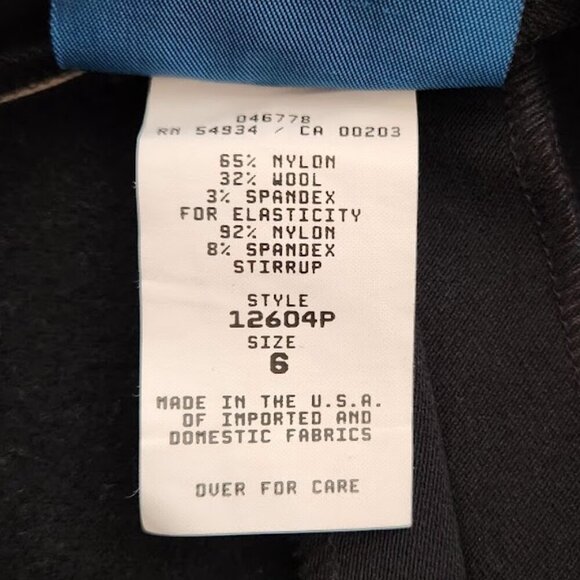 046778
RN 54934 / CA 00203
65% NYLON
32% WOOL
3% SPANDEX
FOR ELASTICITY
92% NYLON
8% SPANDEX
STIRRUP
STYLE
12604P
SIZE
6
MADE IN THE U.S.A.
OF IMPORTED AND
DOMESTIC FABRICS
OVER FOR CARE